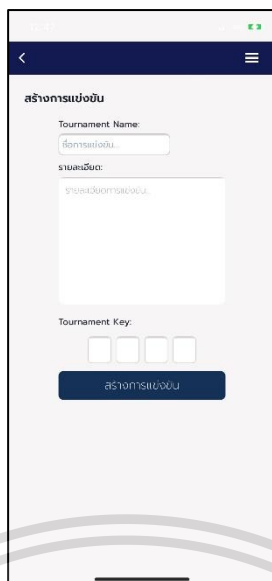 สร้างการแข่งขัน
Tournament Name:
ชื่อการแข่งขัน...
รายละเอียด:
รายละเอียดการแข่งขัน...
Tournament Key:
สร้างการแข่งขัน